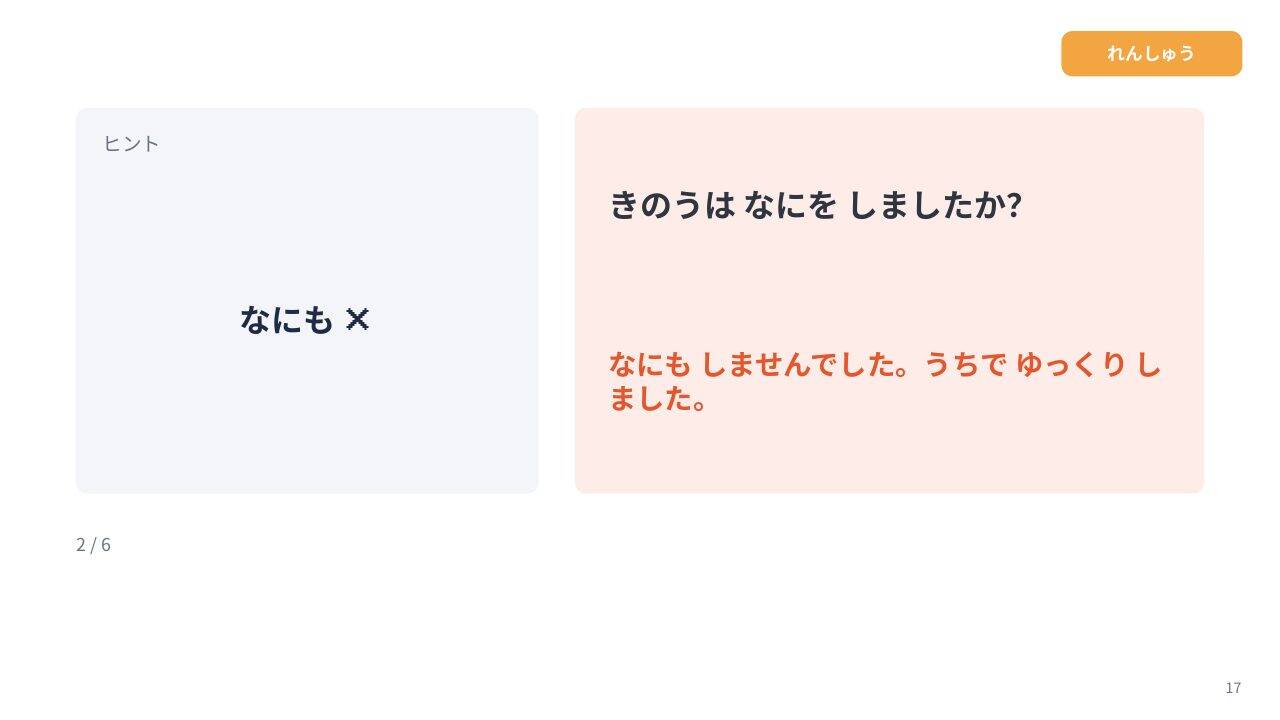 れんしゅう
ヒント
なにも ✕
きのうは なにを しましたか?
なにも しませんでした。うちで ゆっくり し
ました。
2 / 6
17